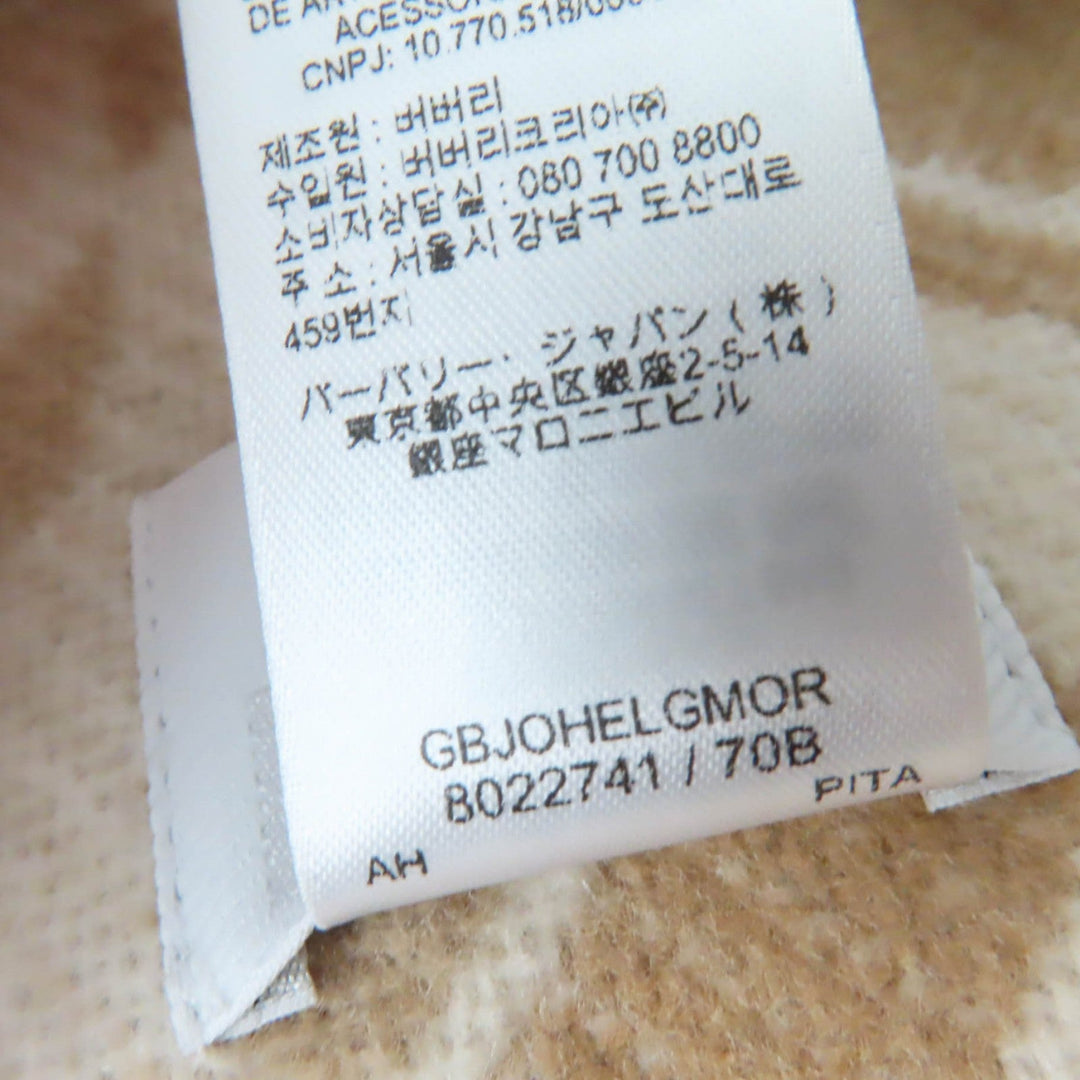 DE AR
ACESSÓ
CNPJ: 10.770.518/000
제조원 : 버버리
수입원 : 버버리코리아(주)
소비자상담실 : 080 700 8800
주 소 : 서울시 강남구 도산대로
459번지
バーバリー・ジャパン(株)
東京都中央区銀座2-5-14
銀座マロニエビル
GBJOHELGMOR
8022741 / 70B
PITA
AH